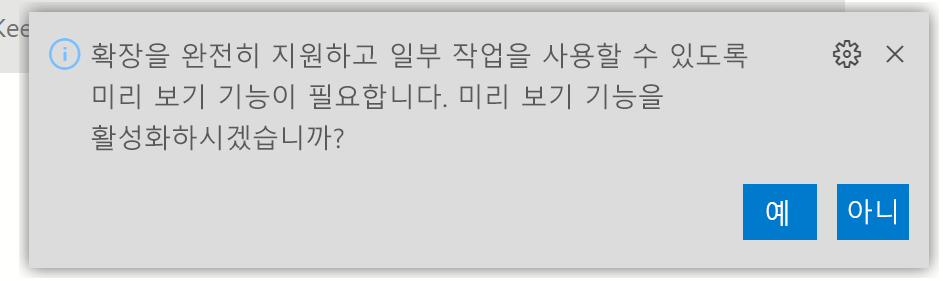 Kee
확장을 완전히 지원하고 일부 작업을 사용할 수 있도록
미리 보기 기능이 필요합니다. 미리 보기 기능을
활성화하시겠습니까?
예
아니